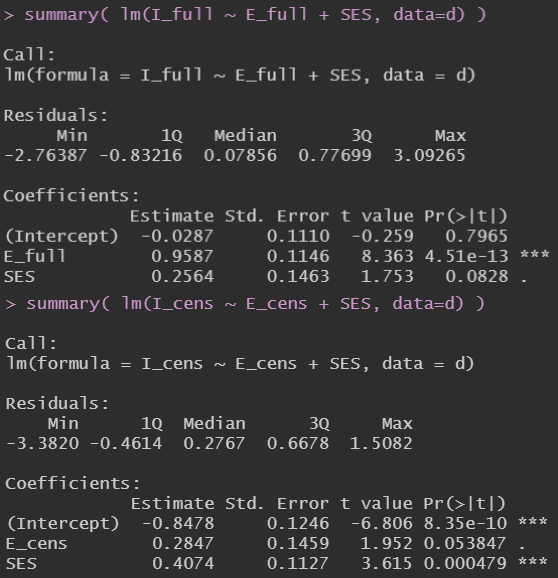 > summary( lm(I_full ~ E_full + SES, data=d) )
Call:
lm(formula = I_full ~ E_full + SES, data = d)
Residuals:
Min 1Q Median 3Q Max
-2.76387 -0.83216 0.07856 0.77699 3.09265
Coefficients:
Estimate Std. Error t value Pr(>|t|)
(Intercept) -0.0287 0.1110 -0.259 0.7965
E_full 0.9587 0.1146 8.363 4.51e-13 ***
SES 0.2564 0.1463 1.753 0.0828 .
> summary( lm(I_cens ~ E_cens + SES, data=d) )
Call:
lm(formula = I_cens ~ E_cens + SES, data = d)
Residuals:
Min 1Q Median 3Q Max
-3.3820 -0.4614 0.2767 0.6678 1.5082
Coefficients:
Estimate Std. Error t value Pr(>|t|)
(Intercept) -0.8478 0.1246 -6.806 8.35e-10 ***
E_cens 0.2847 0.1459 1.952 0.053847 .
SES 0.4074 0.1127 3.615 0.000479 ***